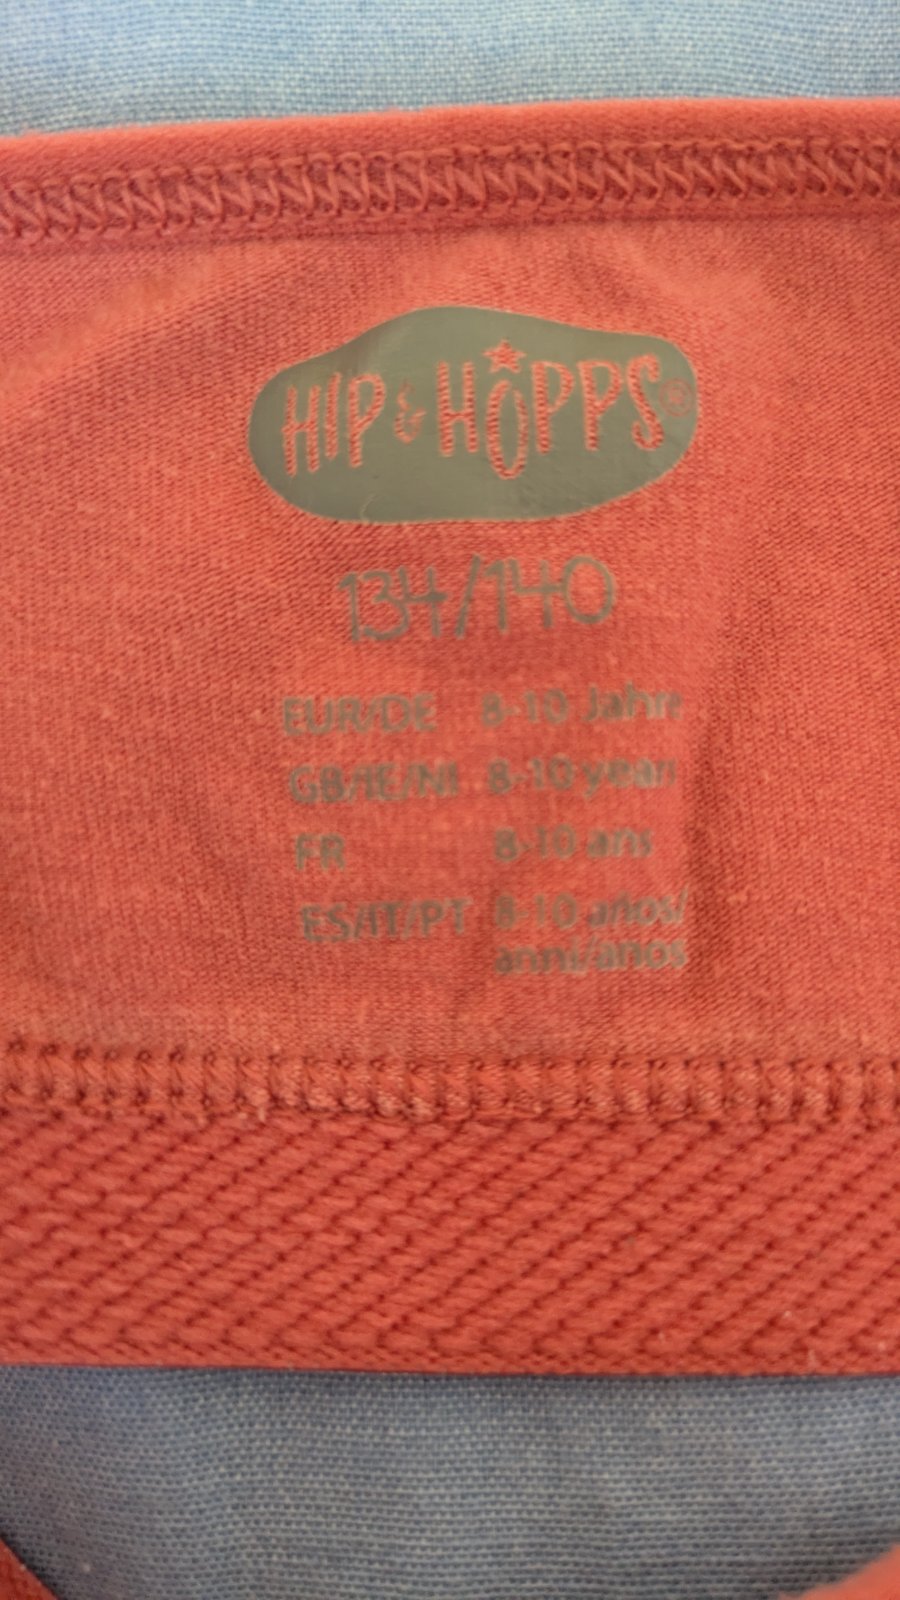 HIP & HOPPS®
134/140
EUR/DE 8-10 Jahre
GB/IE/NI 8-10 years
FR 8-10 ans
ES/IT/PT 8-10 años/
anni/anos